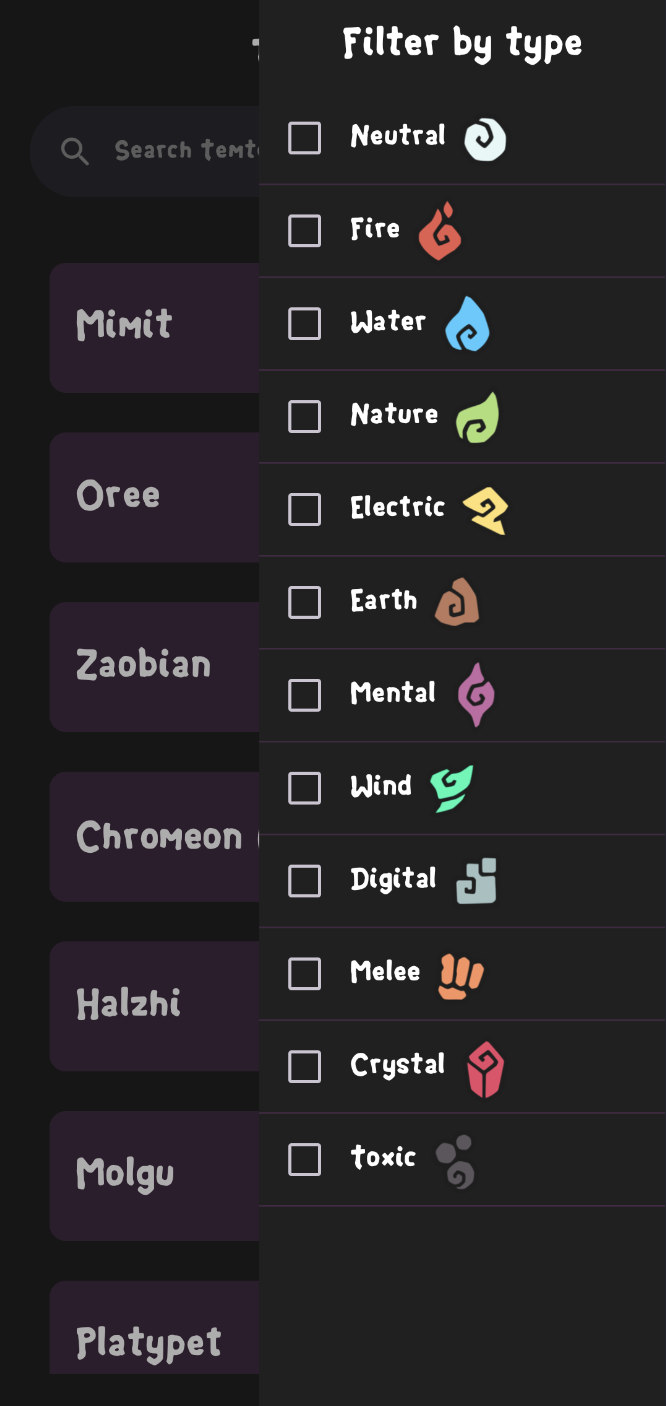 Filter by type
Neutral
Fire
Water
Nature
Electric
Earth
Mental
Wind
Digital
Melee
Crystal
toxic
Search
Mimit
Oree
Zaobian
Chromeon
Halzhi
Molgu
Platypet